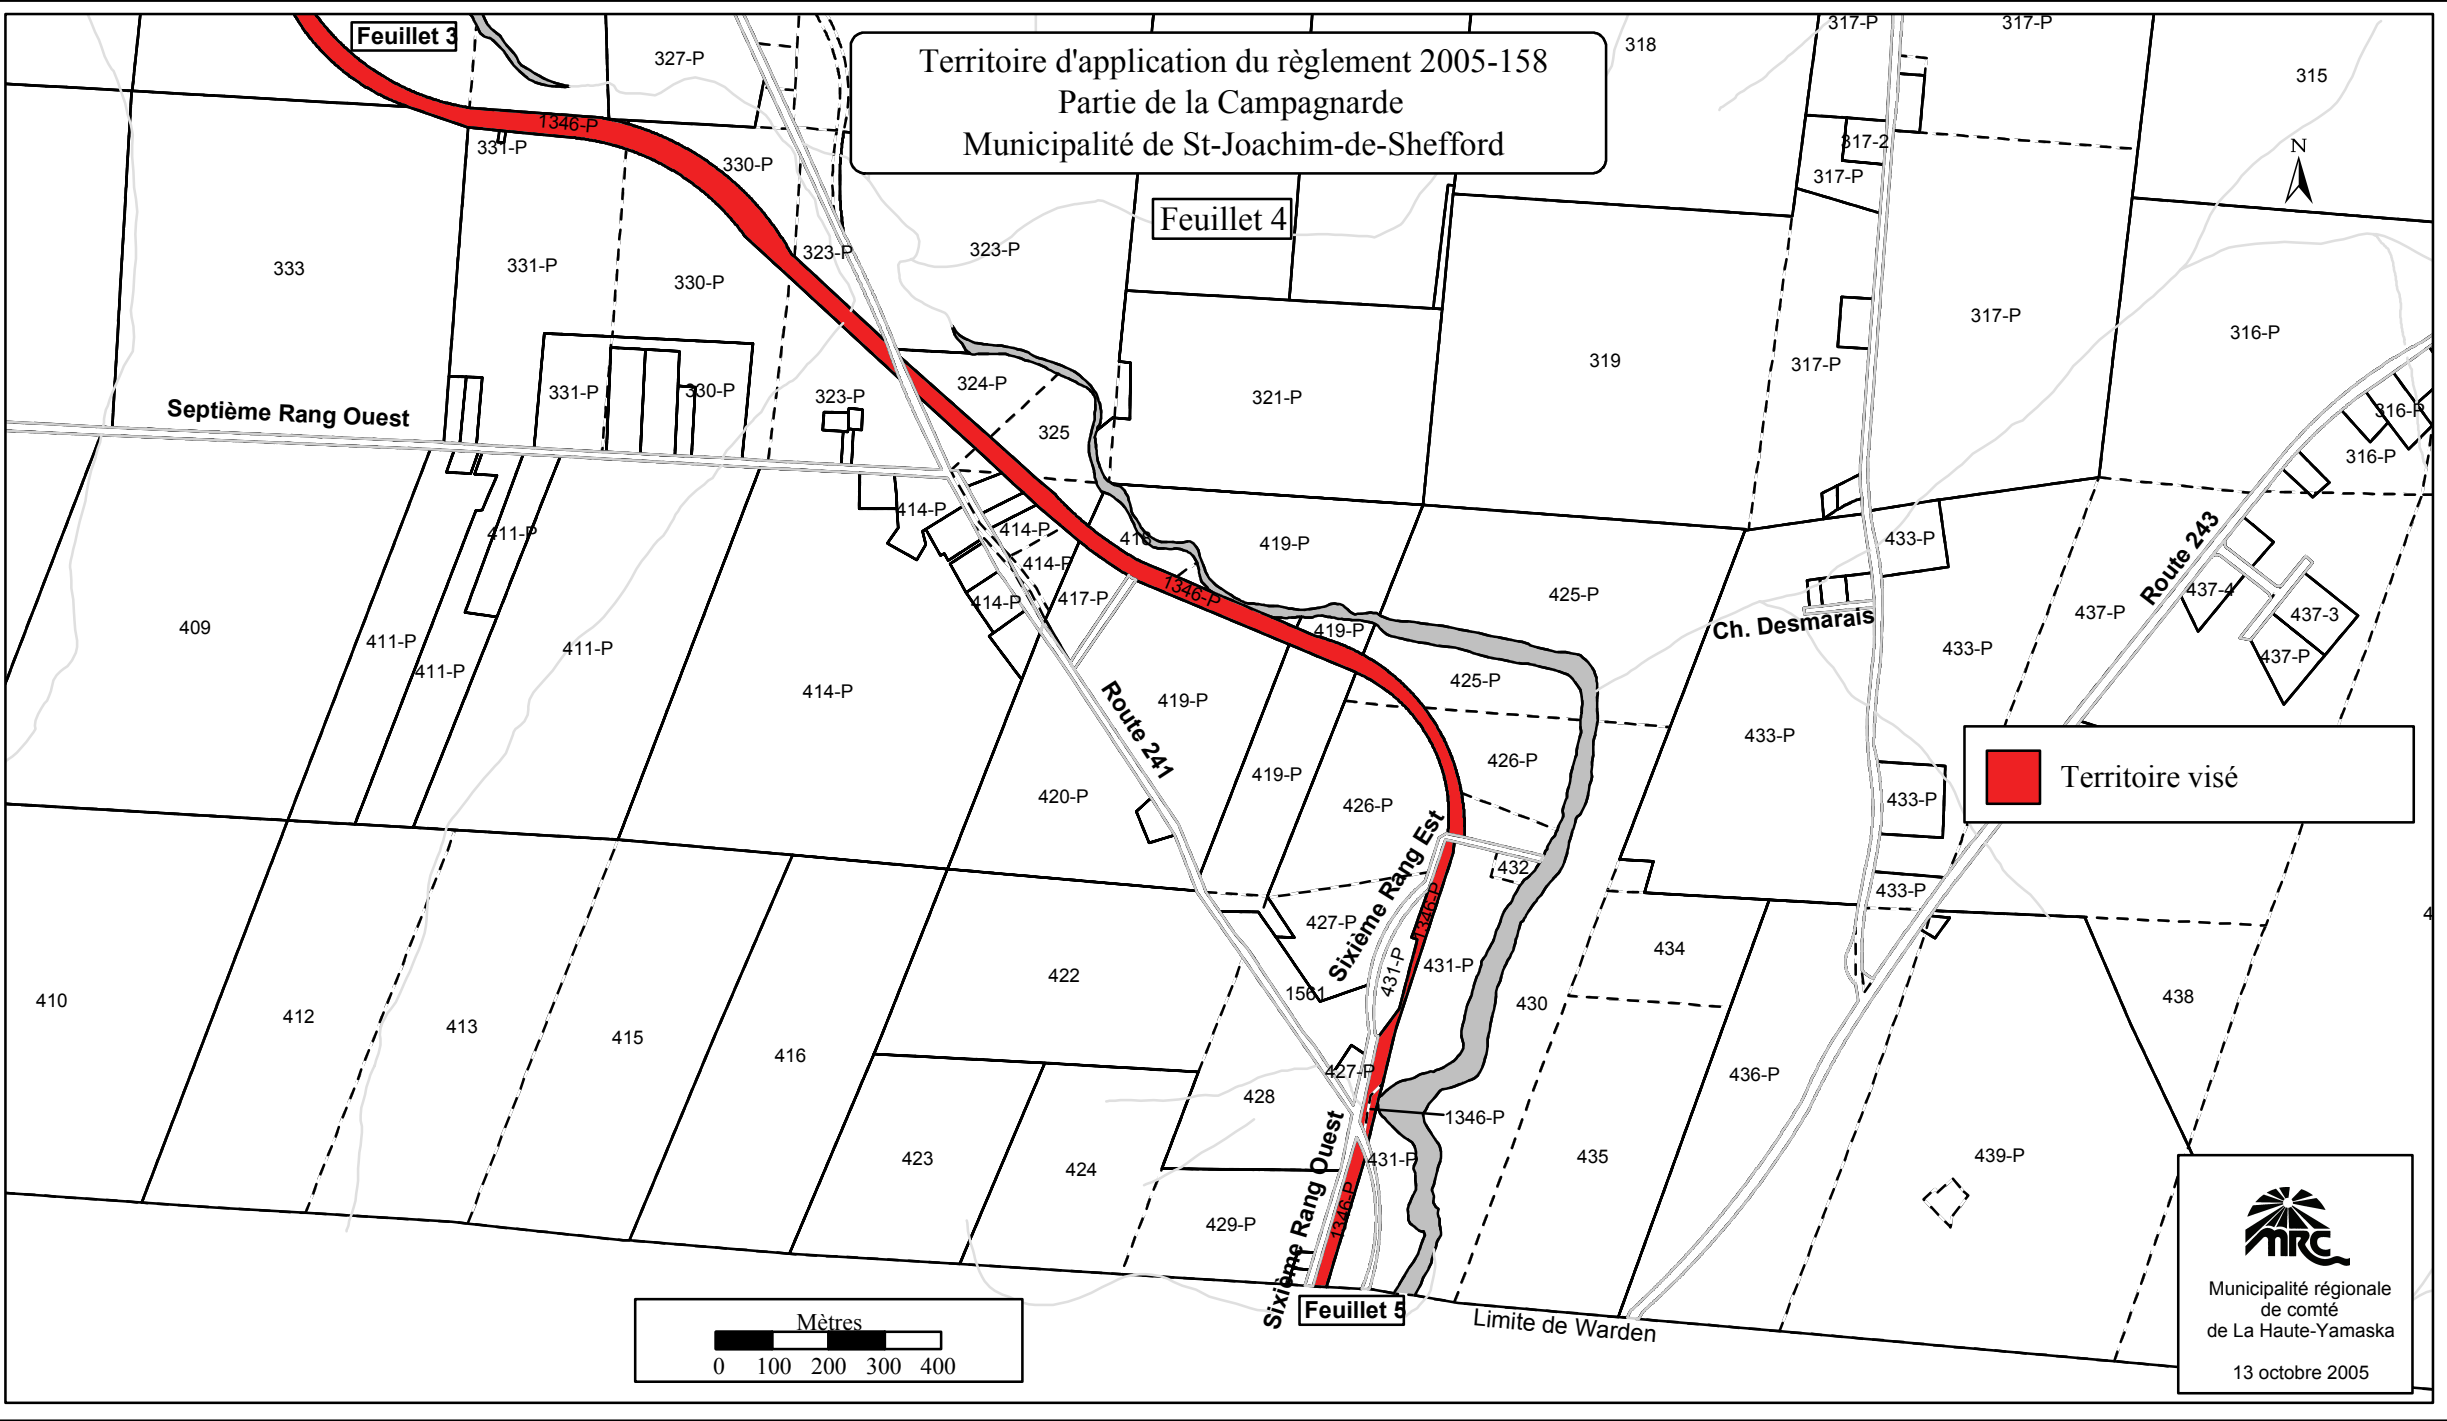 Feuillet 3
327-P
Territoire d'application du règlement 2005-158
Partie de la Campagnarde
Municipalité de St-Joachim-de-Shefford
318
317-P
317-P
315
1346-P
331-P
330-P
317-2
317-P
N
Feuillet 4
333
331-P
330-P
323-P
323-P
317-P
316-P
319
317-P
331-P
330-P
323-P
324-P
321-P
325
316-P
316-P
Septième Rang Ouest
414-P
411-P
414-P
418
419-P
433-P
Route 243
414-P
414-P
417-P
1346-P
425-P
437-4
437-P
437-3
409
411-P
411-P
411-P
419-P
Ch. Desmarais
433-P
437-P
414-P
419-P
425-P
Route 241
433-P
426-P
419-P
420-P
426-P
433-P
Territoire visé
Sixième Rang Est
432
433-P
1346-P
427-P
434
431-P
431-P
422
1561
430
438
410
412
413
415
416
427-P
436-P
428
1346-P
423
424
431-P
435
439-P
Sixième Rang Ouest
1346-P
429-P
Feuillet 5
Limite de Warden
Mètres
0 100 200 300 400
MRC
Municipalité régionale
de comté
de La Haute-Yamaska
13 octobre 2005